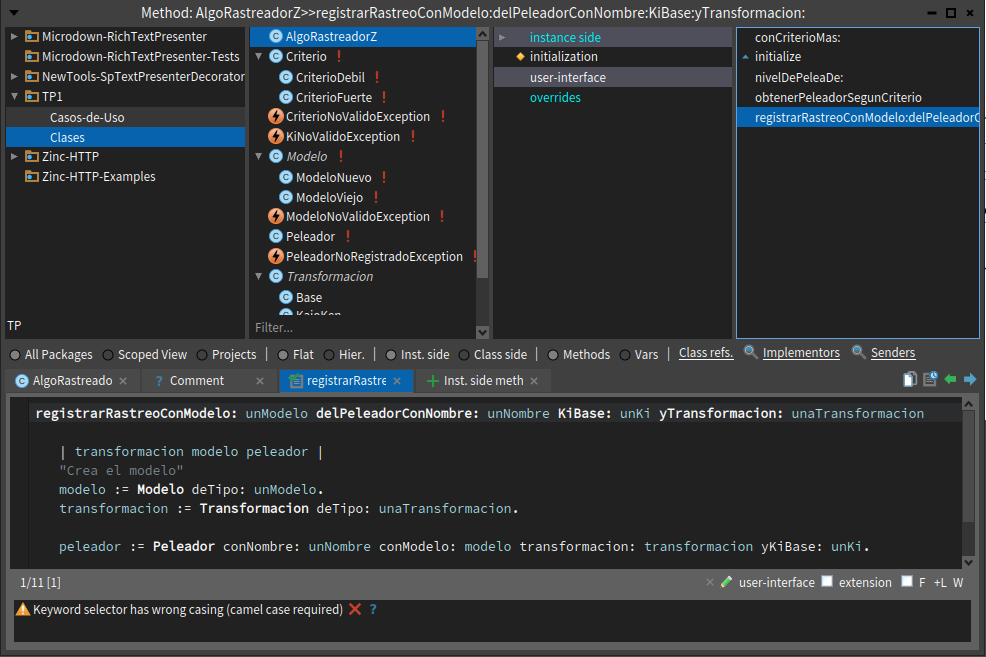 Method: AlgoRastreadorZ>>registrarRastreoConModelo:delPeleadorConNombre:KiBase:yTransformacion:
Microdown-RichTextPresenter
Microdown-RichTextPresenter-Tests
NewTools-SpTextPresenterDecorator
TP1
Casos-de-Uso
Clases
Zinc-HTTP
Zinc-HTTP-Examples
TP
AlgoRastreadorZ
Criterio !
CriterioDebil !
CriterioFuerte !
CriterioNoValidoException !
KiNoValidoException !
Modelo !
ModeloNuevo !
ModeloViejo !
ModeloNoValidoException !
Peleador !
PeleadorNoRegistradoException !
Transformacion
Base
KaioKen
Filter...
instance side
initialization
user-interface
overrides
conCriterioMas:
initialize
nivelDePeleaDe:
obtenerPeleadorSegunCriterio
registrarRastreoConModelo:delPeleadorC
All Packages Scoped View Projects | Flat Hier. | Inst. side Class side | Methods Vars | Class refs. Implementors Senders
AlgoRastreado × ? Comment × registrarRastre × + Inst. side meth ×
registrarRastreoConModelo: unModelo delPeleadorConNombre: unNombre KiBase: unKi yTransformacion: unaTransformacion
| transformacion modelo peleador |
"Crea el modelo"
modelo := Modelo deTipo: unModelo.
transformacion := Transformacion deTipo: unaTransformacion.
peleador := Peleador conNombre: unNombre conModelo: modelo transformacion: transformacion yKiBase: unKi.
1/11 [1] × user-interface extension F +L W
Keyword selector has wrong casing (camel case required) ?